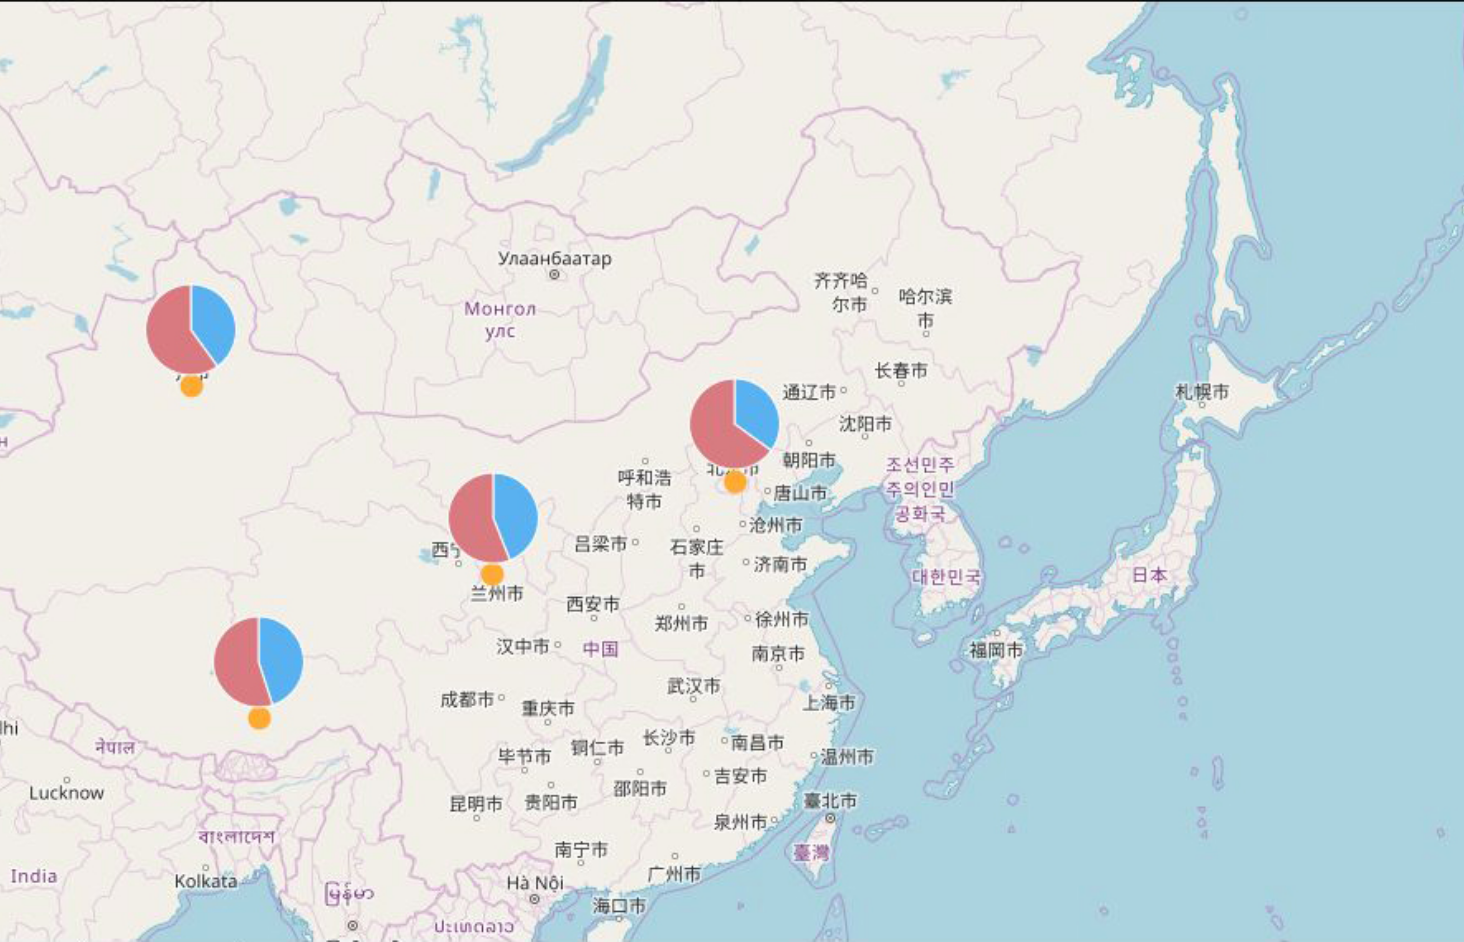 Улаанбаатар
Монгол
улс
齐齐哈
尔市
哈尔滨
市
长春市
通辽市
沈阳市
札幌市
朝阳市
조선민주
주의인민
공화국
呼和浩
特市
唐山市
沧州市
吕梁市
石家庄
市
济南市
대한민국
日本
兰州市
西安市
郑州市
徐州市
汉中市
中国
南京市
福冈市
武汉市
成都市
重庆市
上海市
नेपाल
长沙市
南昌市
铜仁市
毕节市
温州市
吉安市
Lucknow
邵阳市
昆明市
贵阳市
臺北市
泉州市
বাংলাদেশ
南宁市
臺灣
India
Kolkata
广州市
Hà Nội
မြန်မာ
海口市
ປະເທດລາວ